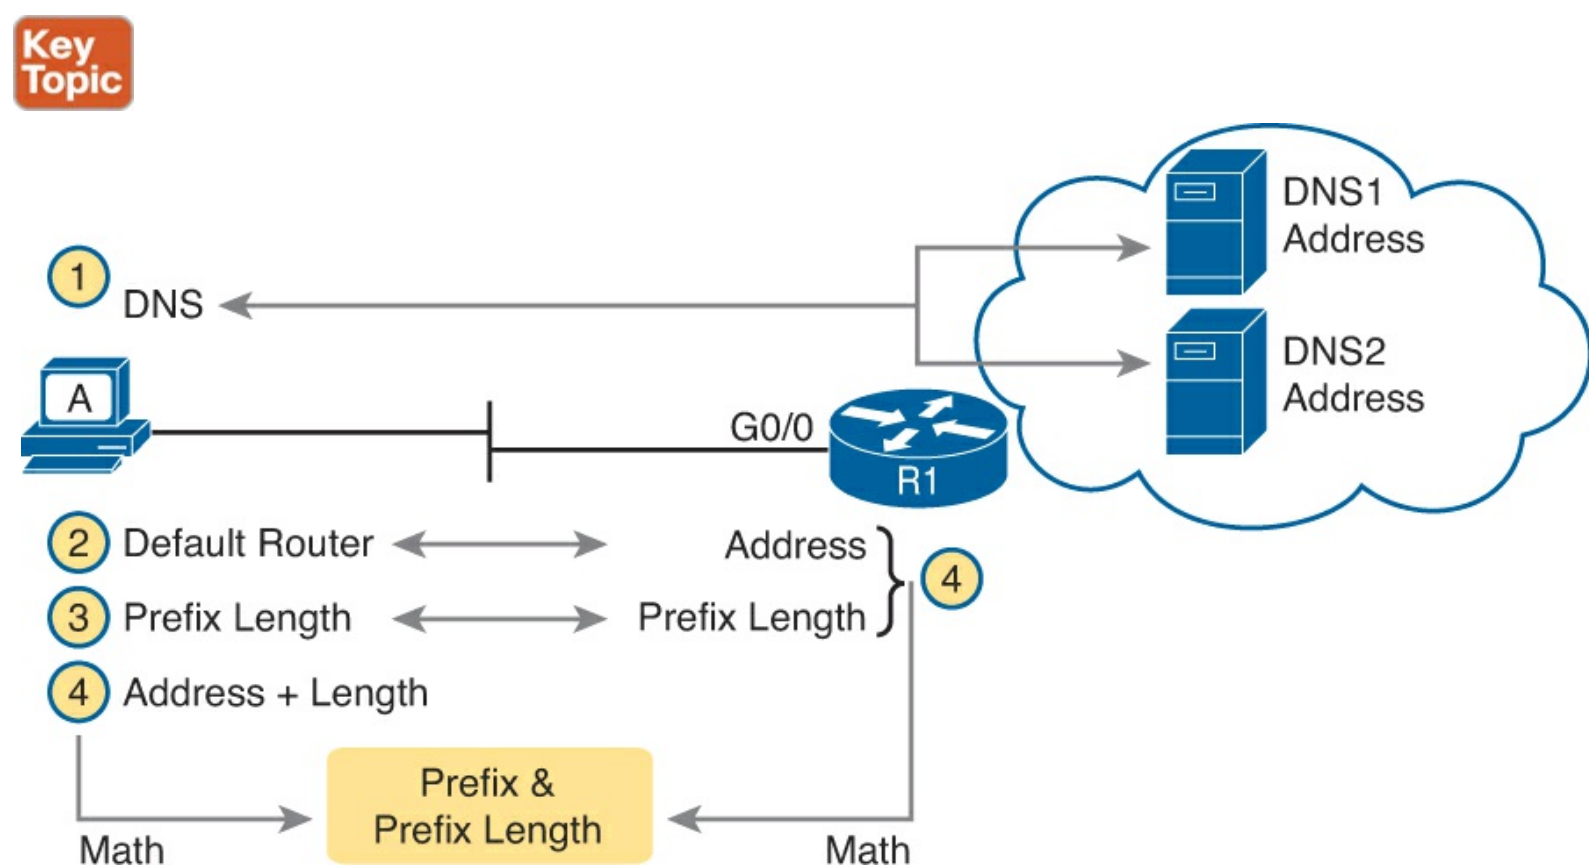 Key
Topic
DNS1
Address
1
DNS
DNS2
Address
A
G0/0
R1
2 Default Router
Address
4
3 Prefix Length
Prefix Length
4 Address + Length
Prefix &
Prefix Length
Math
Math